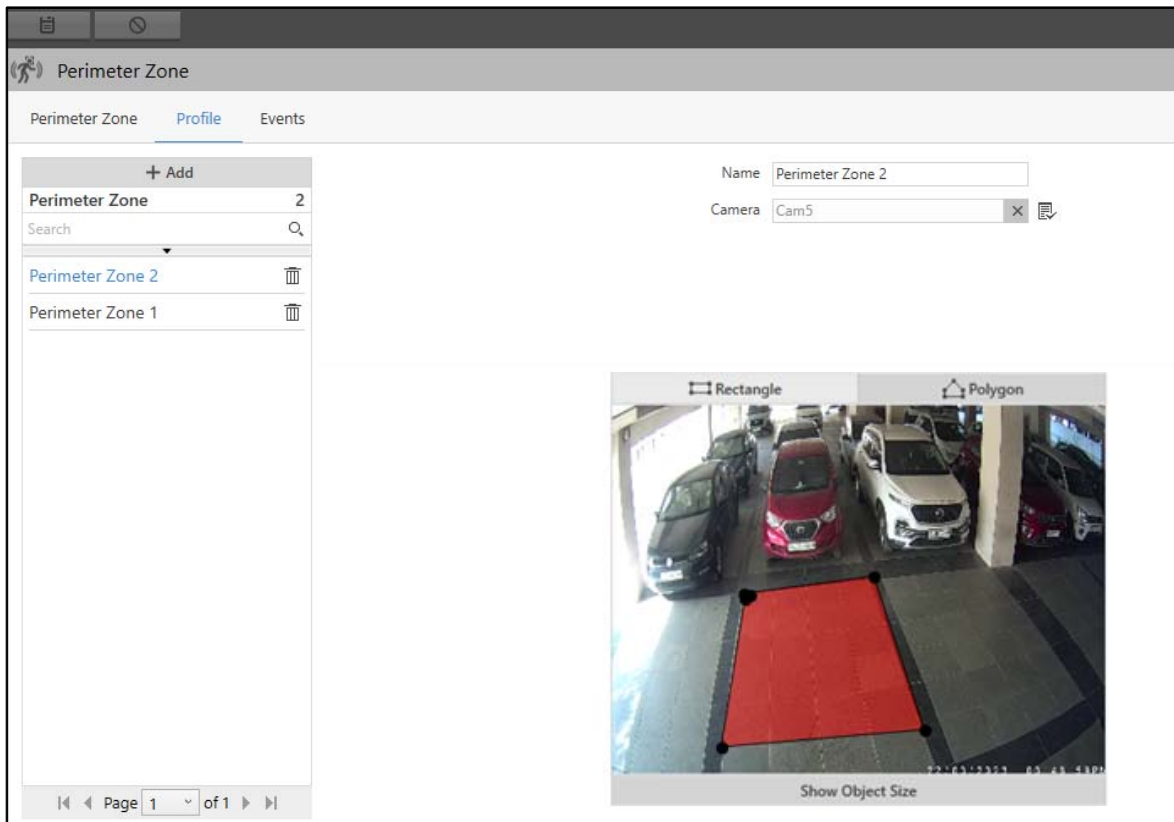 Perimeter Zone
Perimeter Zone Profile Events
+ Add
Perimeter Zone 2
Search
Perimeter Zone 2
Perimeter Zone 1
Page 1 of 1
Name Perimeter Zone 2
Camera Cam5
Rectangle Polygon
Show Object Size